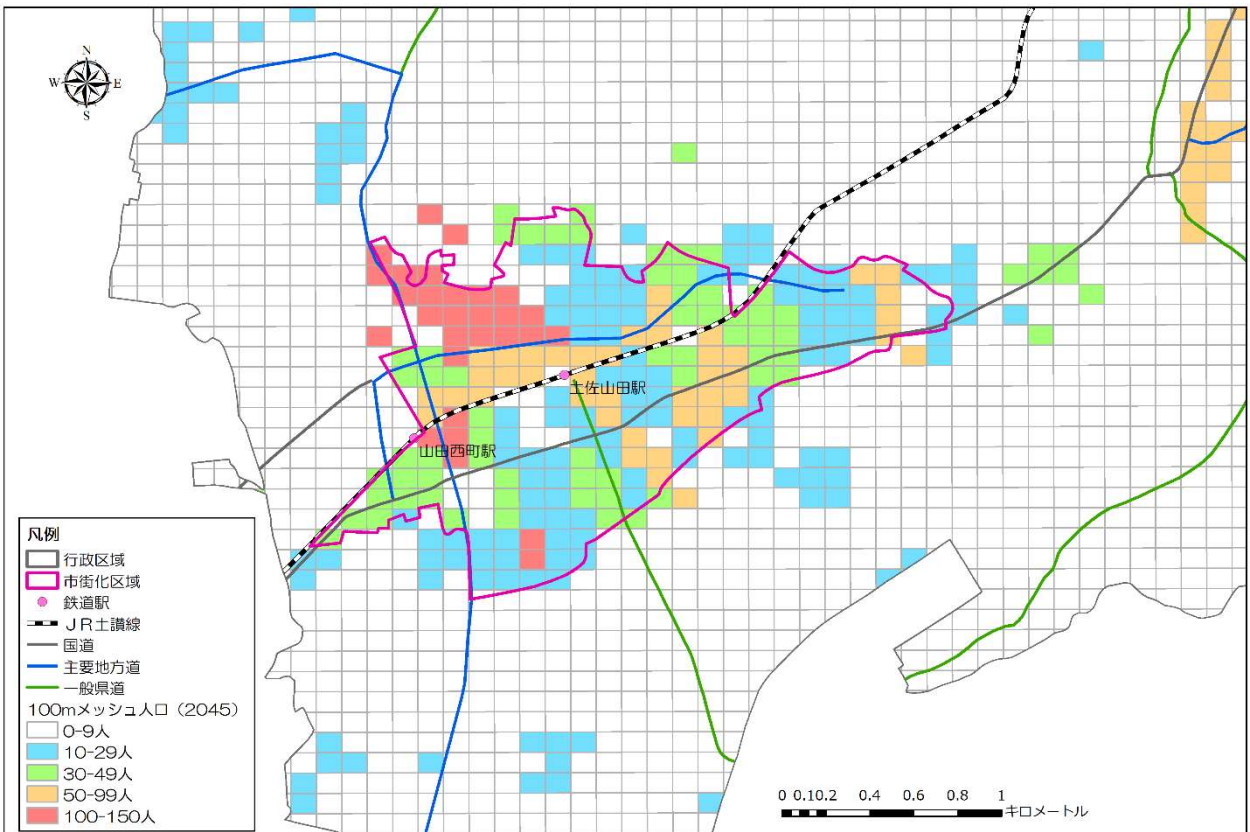 N
W E
S
土佐山田駅
山田西町駅
凡例
行政区域
市街化区域
鉄道駅
JR土讃線
国道
主要地方道
一般県道
100mメッシュ人口（2045）
0-9人
10-29人
30-49人
50-99人
100-150人
0 0.10.2 0.4 0.6 0.8 1
キロメートル